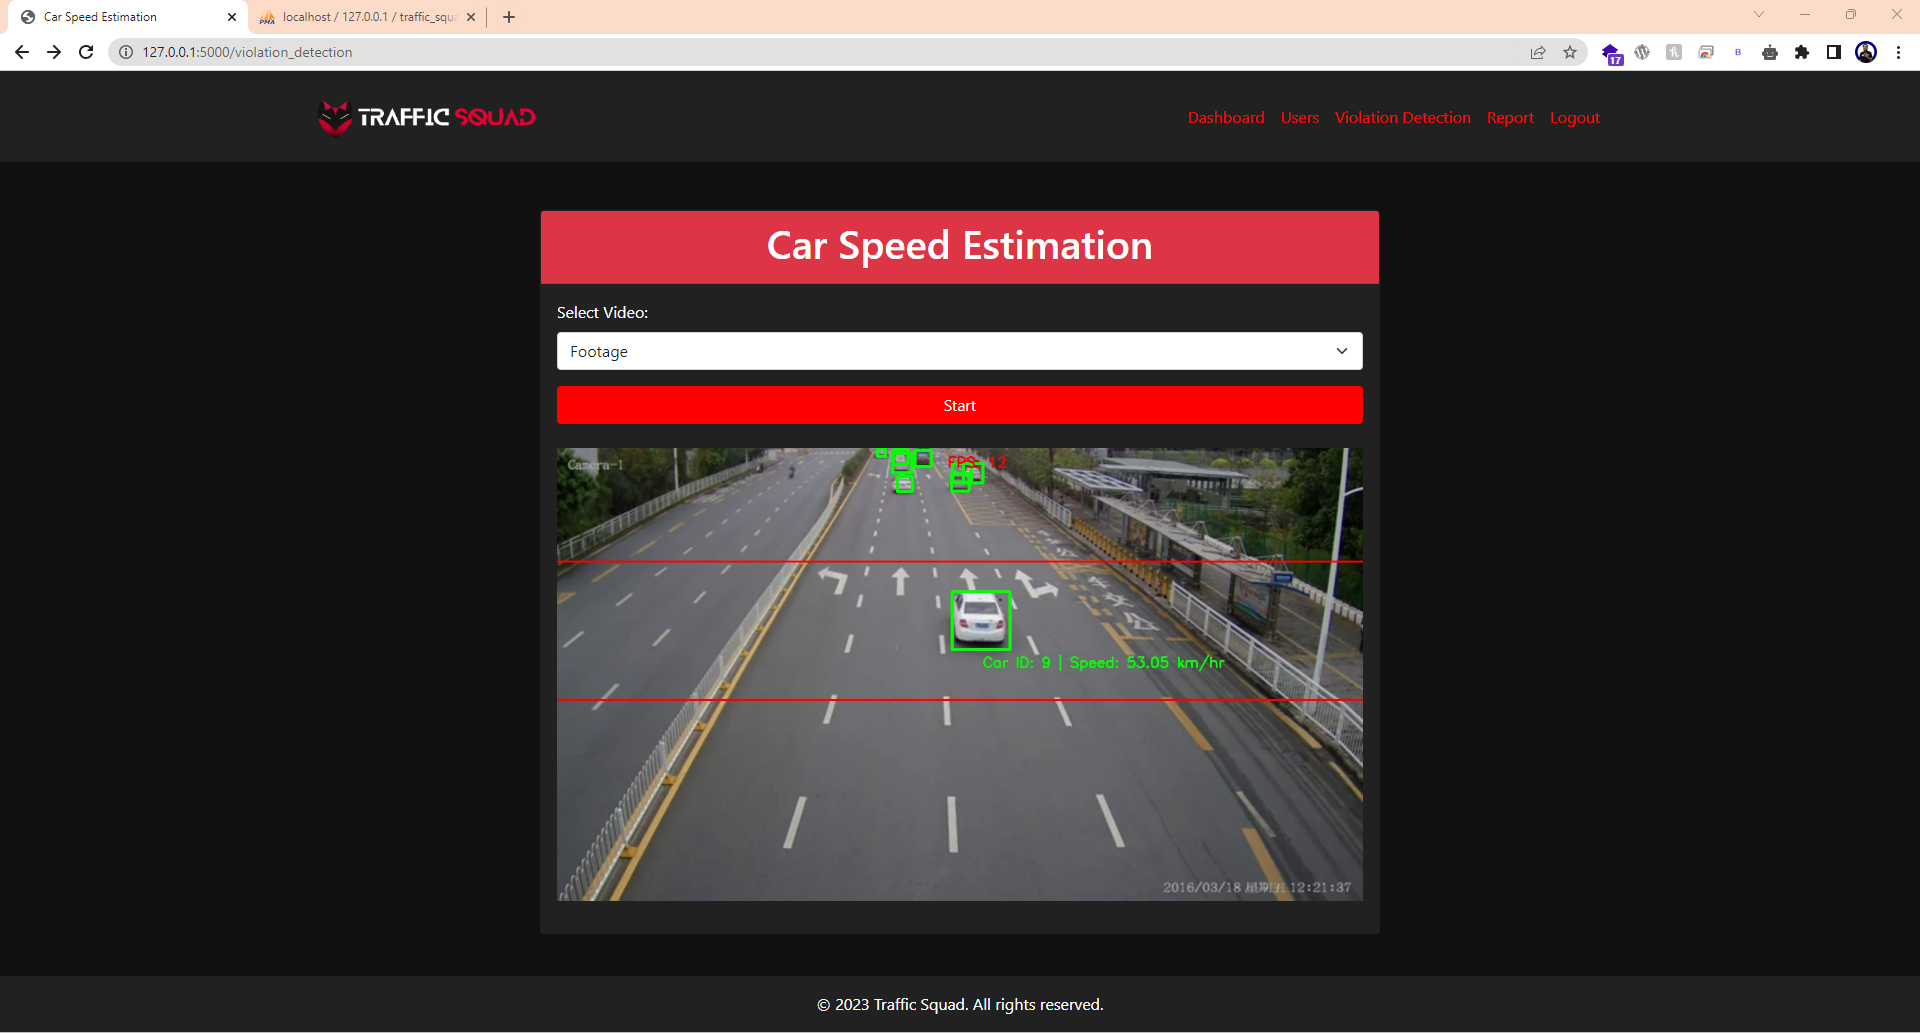 Car Speed Estimation
localhost / 127.0.0.1 / traffic_squa
127.0.0.1:5000/violation_detection
17
B
TRAFFIC SQUAD
Dashboard Users Violation Detection Report Logout
Car Speed Estimation
Select Video:
Footage
Start
Camera-1
FPS: 12
Car ID: 9 | Speed: 53.05 km/hr
2016/03/18 星期五 12:21:37
© 2023 Traffic Squad. All rights reserved.